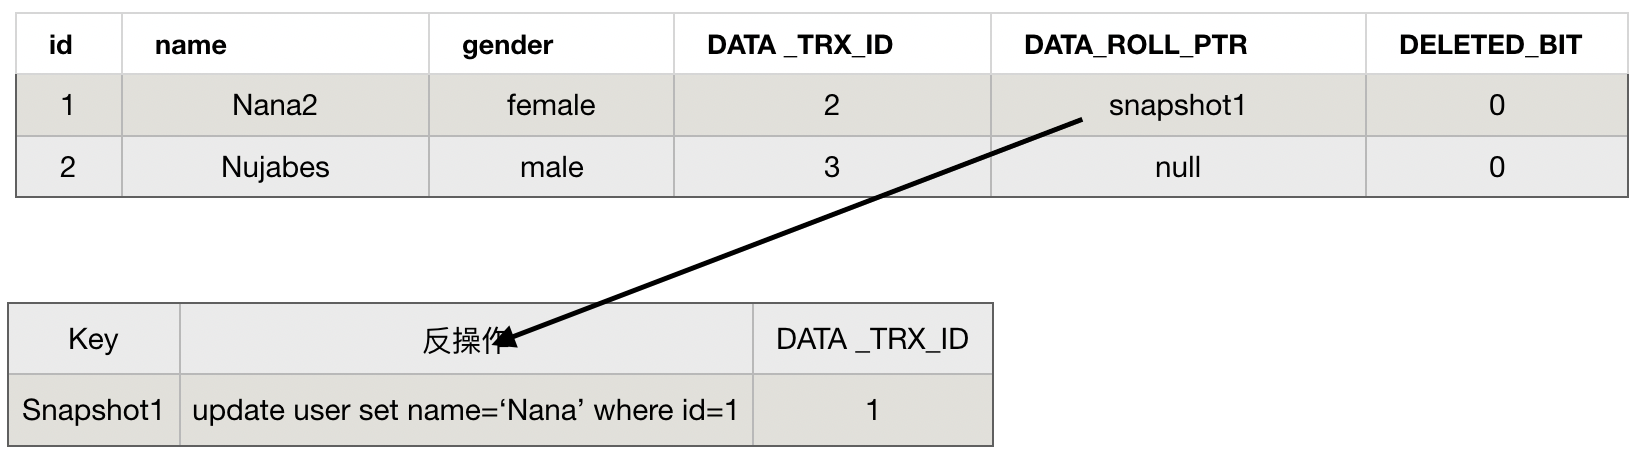 id name gender DATA _TRX_ID DATA_ROLL_PTR DELETED_BIT
1 Nana2 female 2 snapshot1 0
2 Nujabes male 3 null 0
Key 反操作 DATA _TRX_ID
Snapshot1 update user set name=‘Nana’ where id=1 1